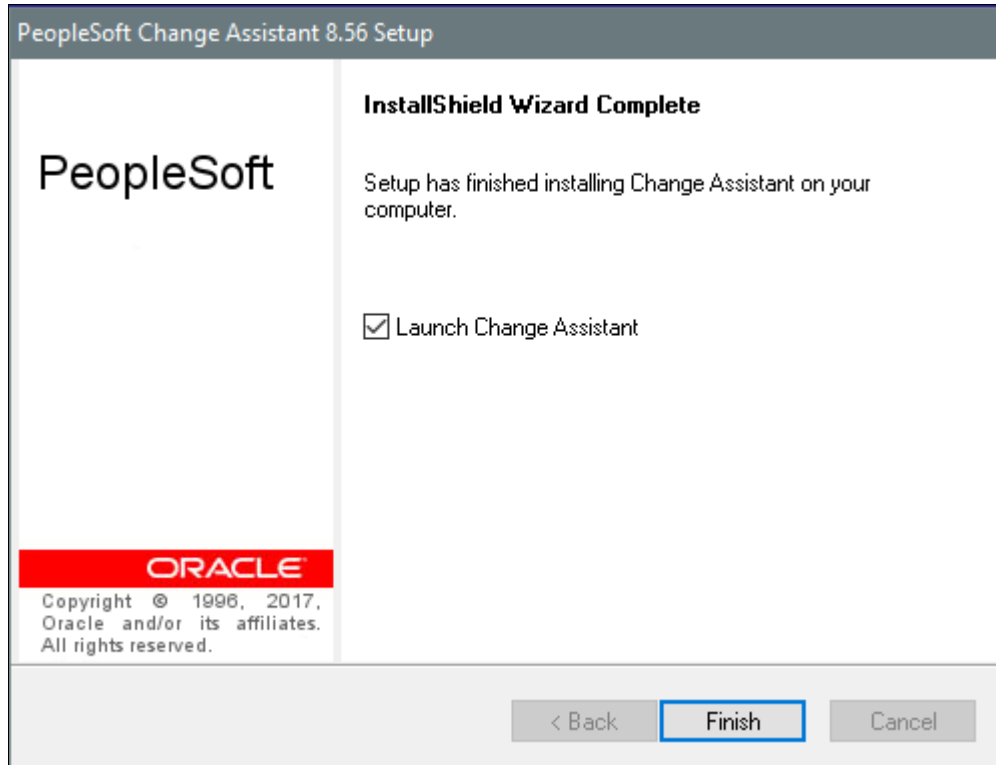 PeopleSoft Change Assistant 8.56 Setup
PeopleSoft
InstallShield Wizard Complete
Setup has finished installing Change Assistant on your
computer.
Launch Change Assistant
ORACLE
Copyright © 1996, 2017,
Oracle and/or its affiliates.
All rights reserved.
< Back
Finish
Cancel